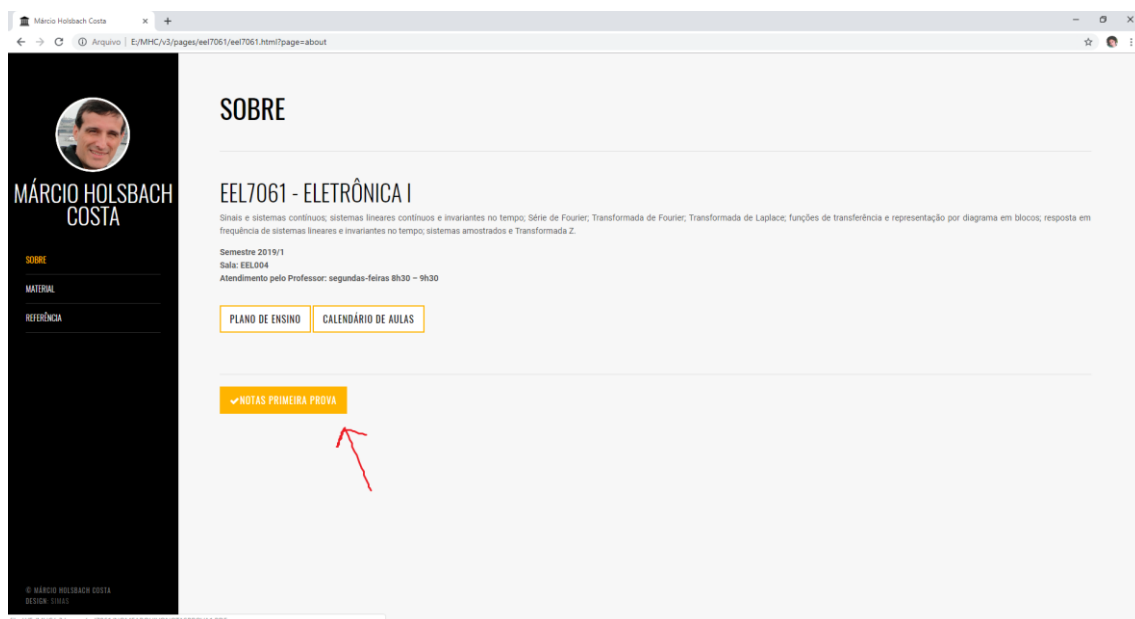 Márcio Holsbach Costa
Arquivo | E:/MHC/v3/pages/eel7061/eel7061.html?page=about
MÁRCIO HOLSBACH
COSTA
SOBRE
MATERIAL
REFERÊNCIA
© MÁRCIO HOLSBACH COSTA
DESIGN: SIMAS
SOBRE
EEL7061 - ELETRÔNICA I
Sinais e sistemas contínuos; sistemas lineares contínuos e invariantes no tempo; Série de Fourier; Transformada de Fourier; Transformada de Laplace; funções de transferência e representação por diagrama em blocos; resposta em
frequência de sistemas lineares e invariantes no tempo; sistemas amostrados e Transformada Z.
Semestre 2019/1
Sala: EEL004
Atendimento pelo Professor: segundas-feiras 8h30 – 9h30
PLANO DE ENSINO
CALENDÁRIO DE AULAS
NOTAS PRIMEIRA PROVA